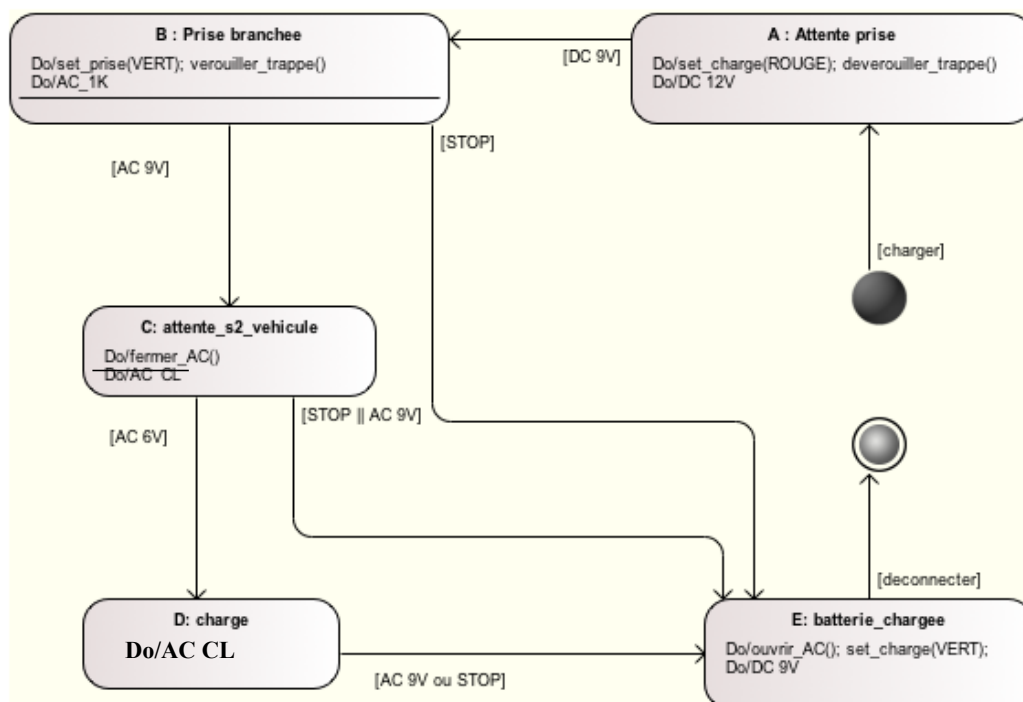 B : Prise branchee
Do/set_prise(VERT); verouiller_trappe()
Do/AC_1K
[DC 9V]
A : Attente prise
Do/set_charge(ROUGE); deverouiller_trappe()
Do/DC 12V
[AC 9V]
[STOP]
[charger]
C: attente_s2_vehicule
Do/fermer_AC()
Do/AC CL
[AC 6V]
[STOP || AC 9V]
[deconnecter]
D: charge
Do/AC CL
[AC 9V ou STOP]
E: batterie_chargee
Do/ouvrir_AC(); set_charge(VERT);
Do/DC 9V